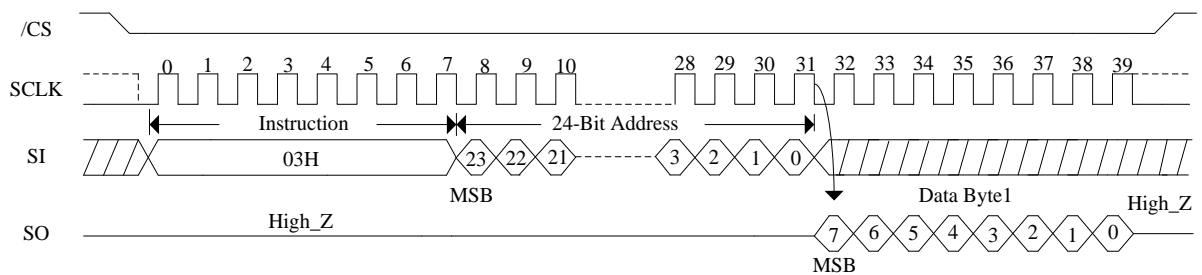 /CS
0 1 2 3 4 5 6 7 8 9 10 28 29 30 31 32 33 34 35 36 37 38 39
SCLK
Instruction 24-Bit Address
SI 03H 23 22 21 3 2 1 0
MSB Data Byte1
High_Z High_Z
SO 7 6 5 4 3 2 1 0
MSB